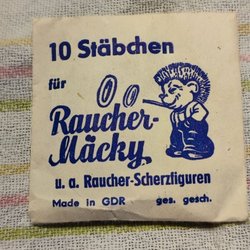 10 Stäbchen
für
Raucher-
Mäcky
u. a. Raucher-Scherzfiguren
Made in GDR ges. gesch.